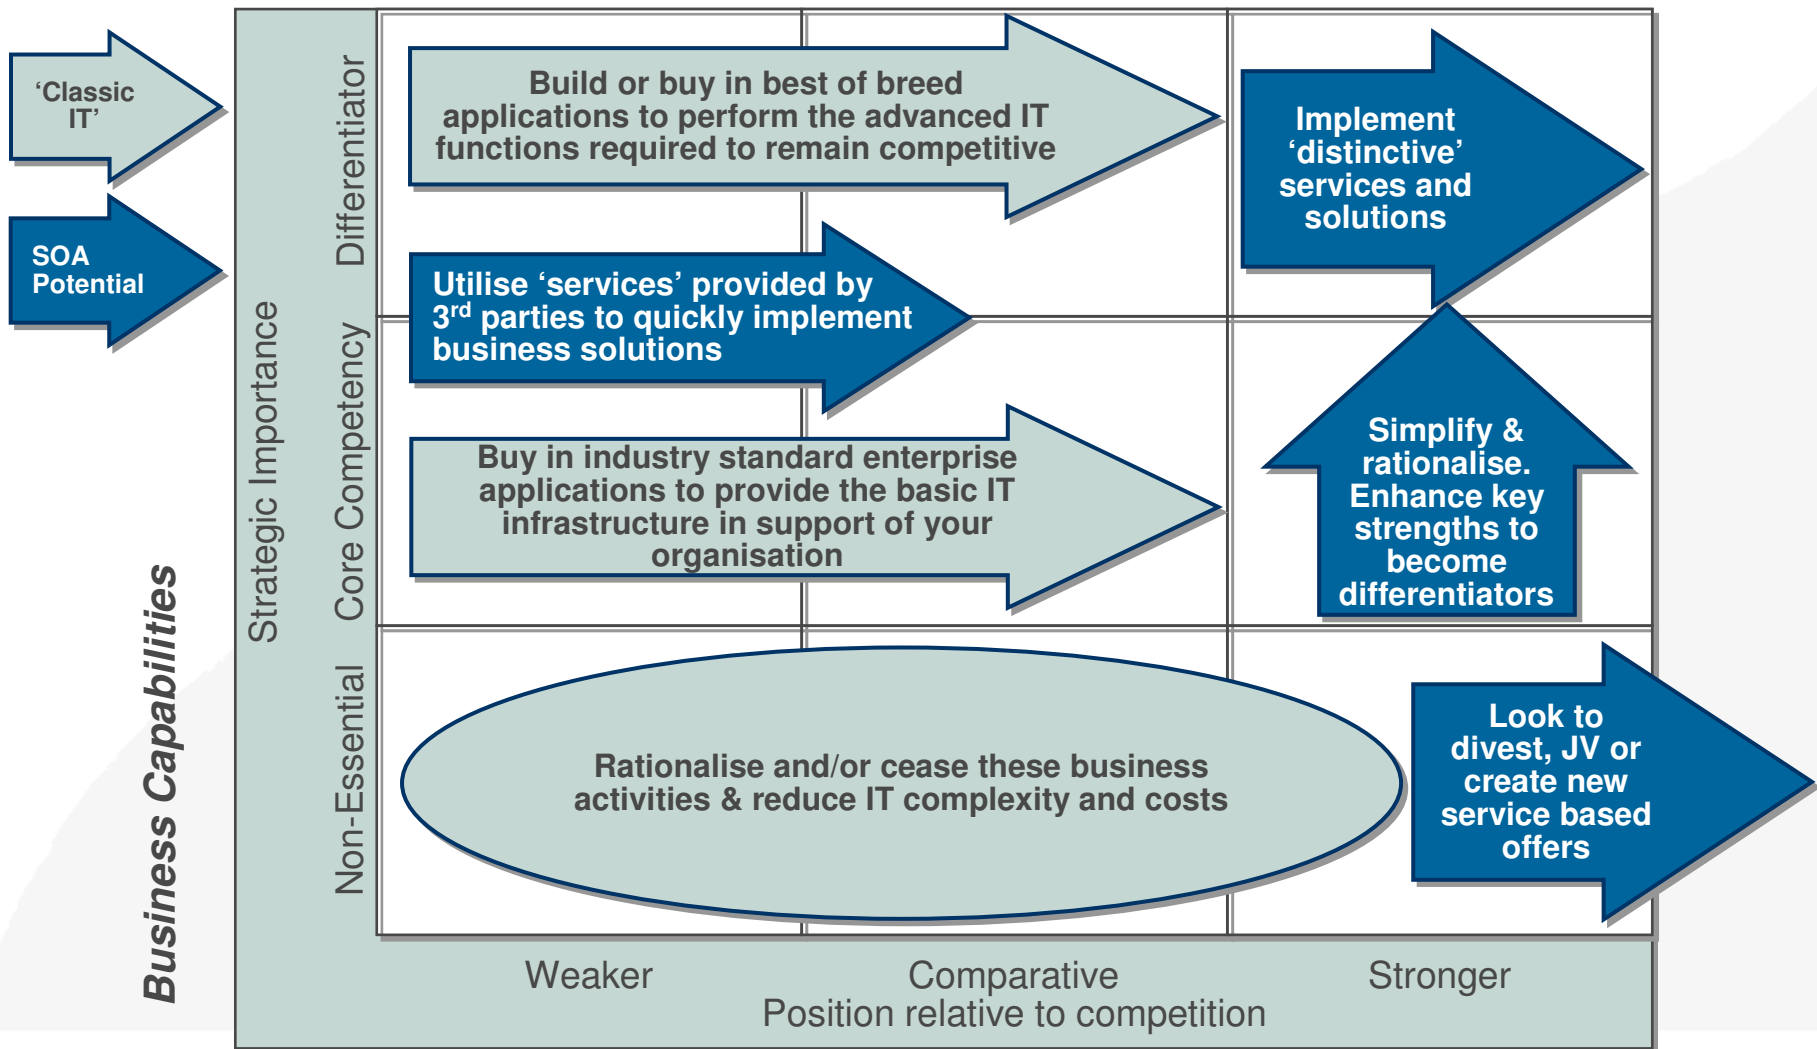 ‘Classic
IT’
SOA
Potential
Business Capabilities
Strategic Importance
Differentiator
Core Competency
Non-Essential
Build or buy in best of breed
applications to perform the advanced IT
functions required to remain competitive
Implement
‘distinctive’
services and
solutions
Utilise ‘services’ provided by
3rd parties to quickly implement
business solutions
Buy in industry standard enterprise
applications to provide the basic IT
infrastructure in support of your
organisation
Simplify &
rationalise.
Enhance key
strengths to
become
differentiators
Rationalise and/or cease these business
activities & reduce IT complexity and costs
Look to
divest, JV or
create new
service based
offers
Weaker
Comparative
Stronger
Position relative to competition